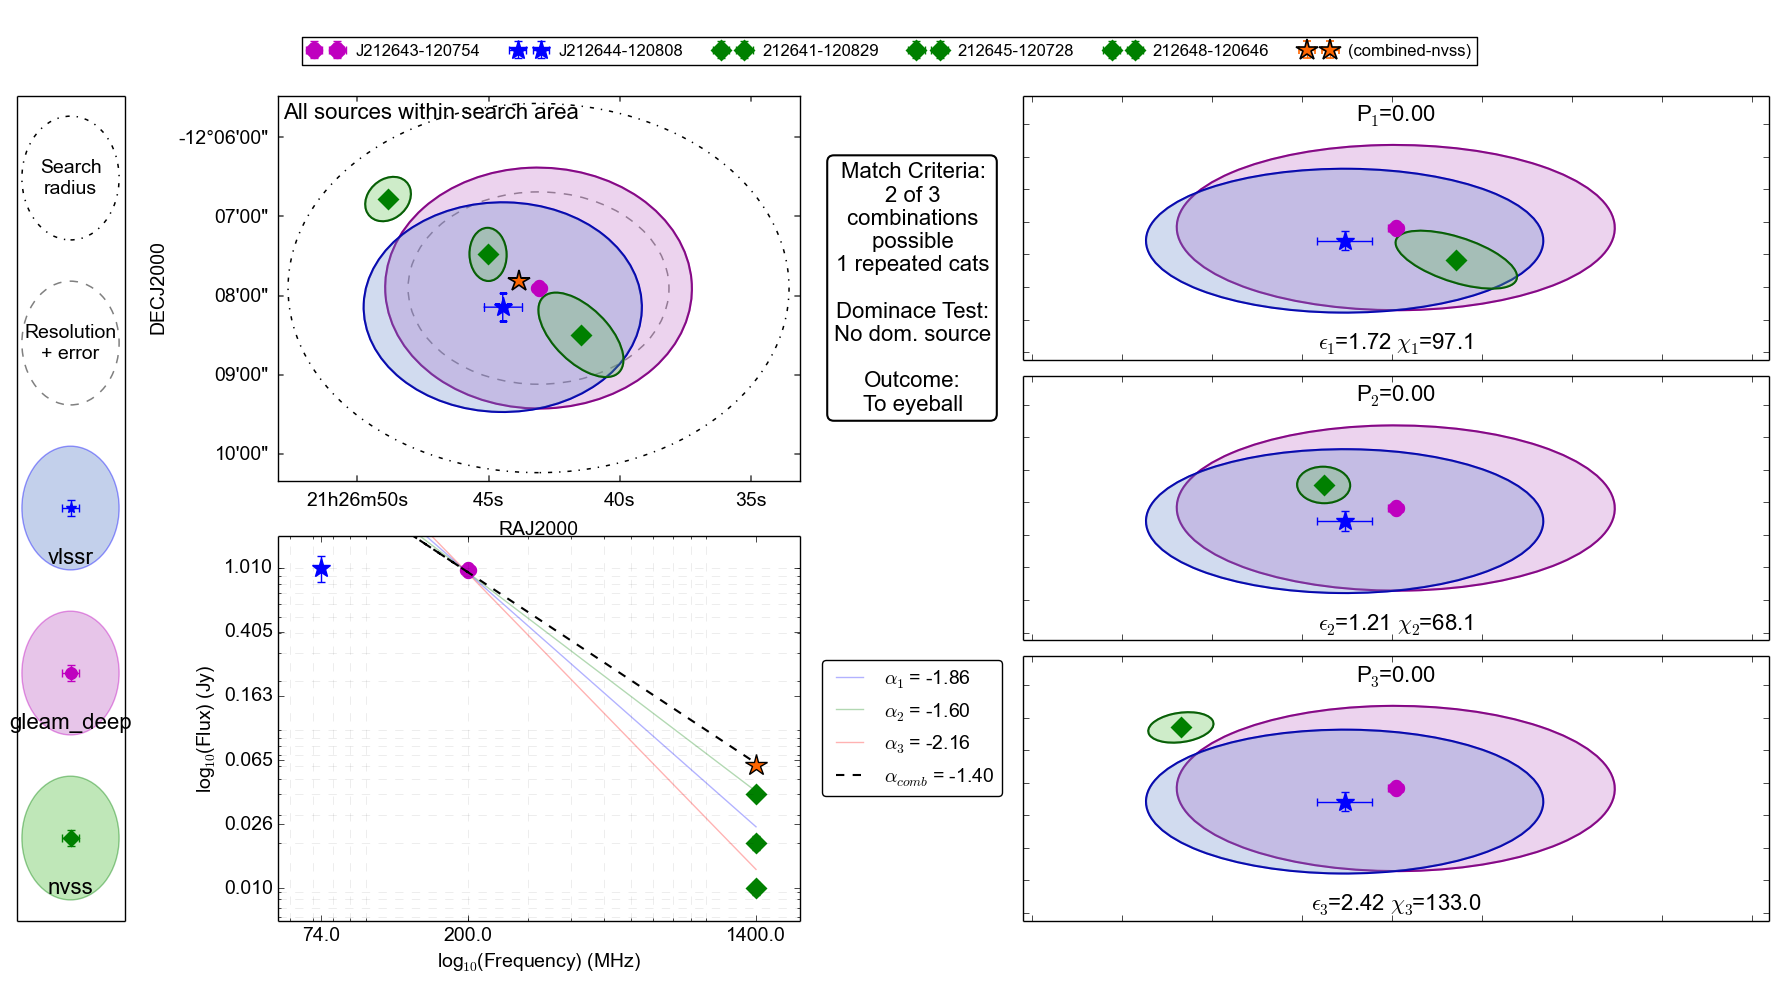 J212643-120754 J212644-120808 212641-120829 212645-120728 212648-120646 (combined-nvss)
Search
radius
Resolution
+ error
vlssr
gleam_deep
nvss
All sources within search area
DECJ2000
-12°06'00"
07'00"
08'00"
09'00"
10'00"
21h26m50s 45s 40s 35s
RAJ2000
Match Criteria:
2 of 3
combinations
possible
1 repeated cats
Dominace Test:
No dom. source
Outcome:
To eyeball
log₁₀(Flux) (Jy)
1.010
0.405
0.163
0.065
0.026
0.010
74.0 200.0 1400.0
log₁₀(Frequency) (MHz)
α₁ = -1.86
α₂ = -1.60
α₃ = -2.16
α_comb = -1.40
P₁=0.00
ϵ₁=1.72 χ₁=97.1
P₂=0.00
ϵ₂=1.21 χ₂=68.1
P₃=0.00
ϵ₃=2.42 χ₃=133.0